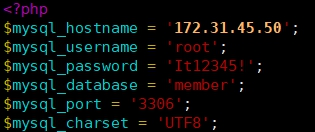 <?php
$mysql_hostname = '172.31.45.50';
$mysql_username = 'root';
$mysql_password = 'It12345!';
$mysql_database = 'member';
$mysql_port = '3306';
$mysql_charset = 'UTF8';